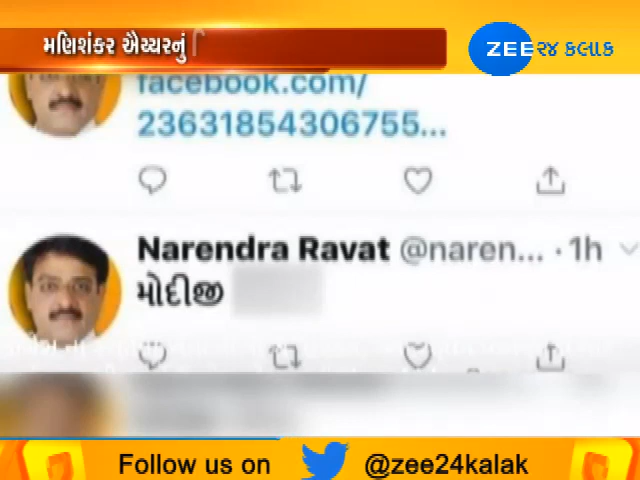 મણિશંકર ઐય્યરનું
ZEE ૨૪ કલાક
facebook.com/
23631854306755...
Narendra Ravat @naren... · 1h
મોદીજી
Follow us on @zee24kalak